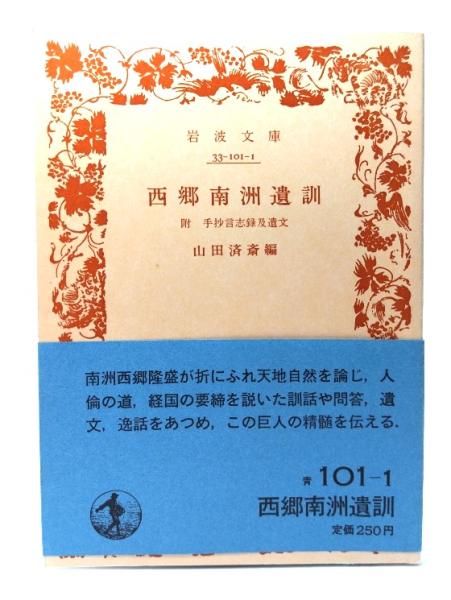 岩波文庫
33-101-1
西郷南洲遺訓
附 手抄言志録及遺文
山田済斎編
南洲西郷隆盛が折にふれ天地自然を論じ，人
倫の道，経国の要締を説いた訓話や問答，遺
文，逸話をあつめ，この巨人の精髄を伝える．
青 101-1
西郷南洲遺訓
定価250円